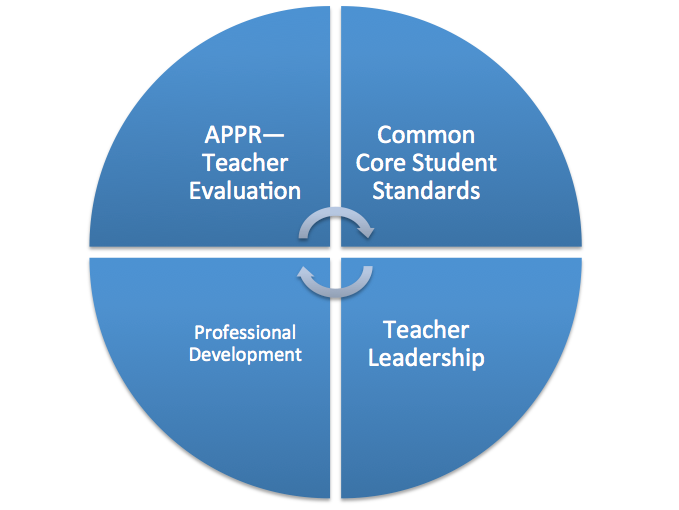 APPR—
Teacher
Evaluation
Common
Core Student
Standards
Professional
Development
Teacher
Leadership